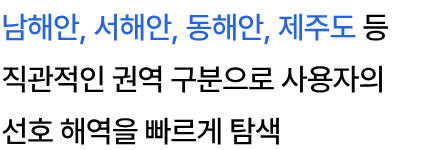 남해안, 서해안, 동해안, 제주도 등
직관적인 권역 구분으로 사용자의
선호 해역을 빠르게 탐색